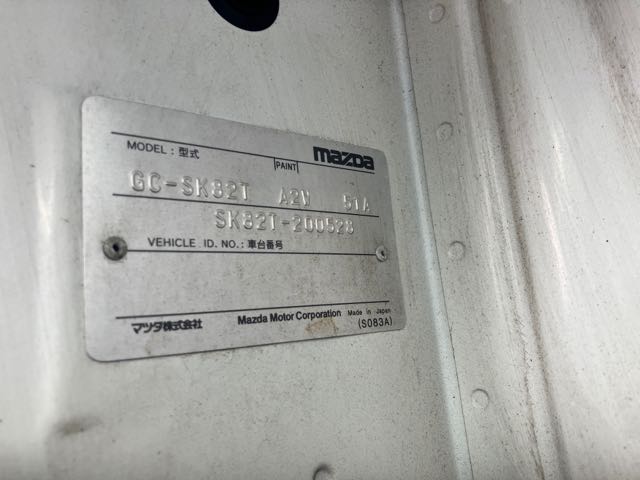 mazda
MODEL : 型式
PAINT
GC-SK82T A2W 51A
SK82T-200528
VEHICLE ID. NO. : 車台番号
マツダ株式会社 Mazda Motor Corporation Made in Japan
(S083A)